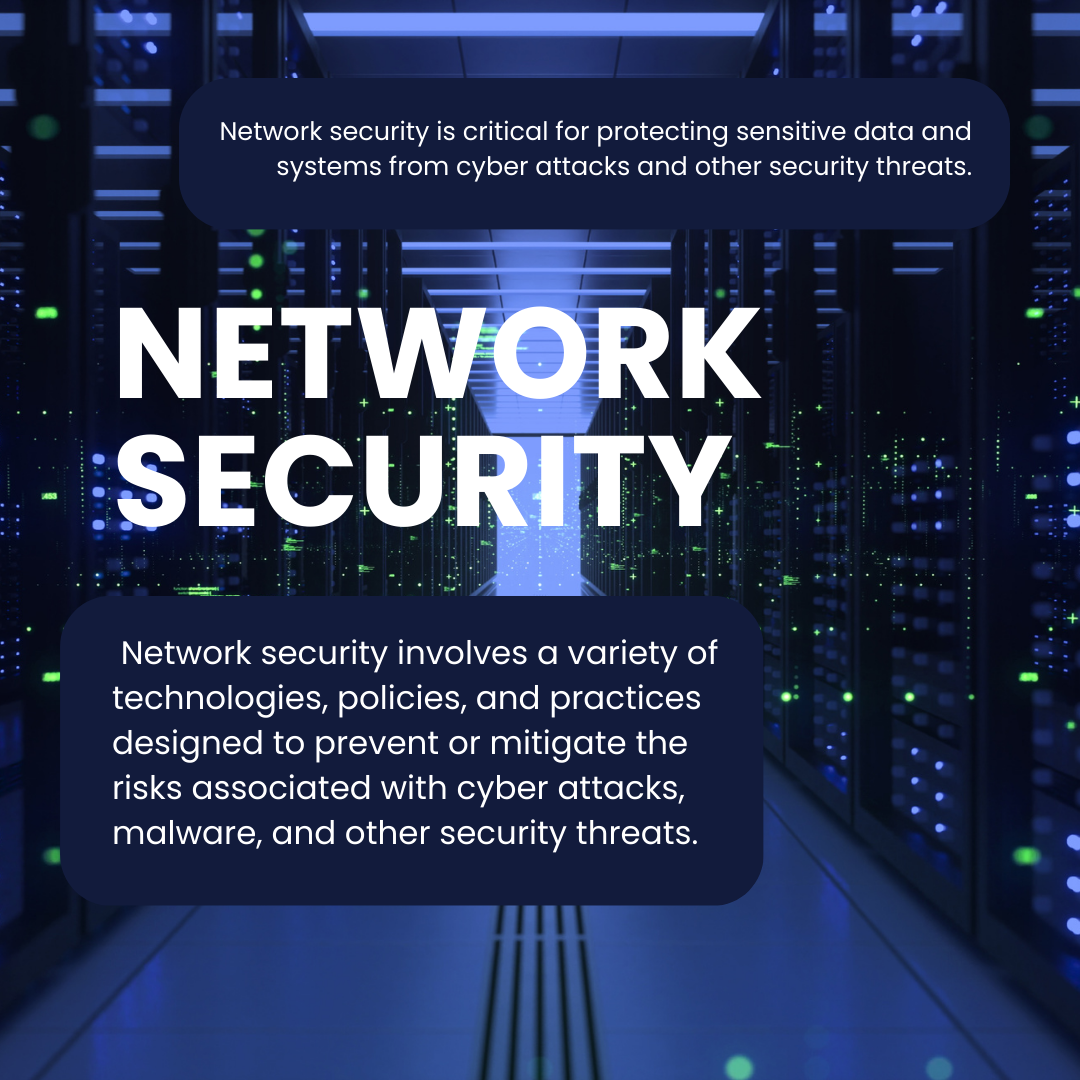 Network security is critical for protecting sensitive data and
systems from cyber attacks and other security threats.
NETWORK
SECURITY
Network security involves a variety of
technologies, policies, and practices
designed to prevent or mitigate the
risks associated with cyber attacks,
malware, and other security threats.